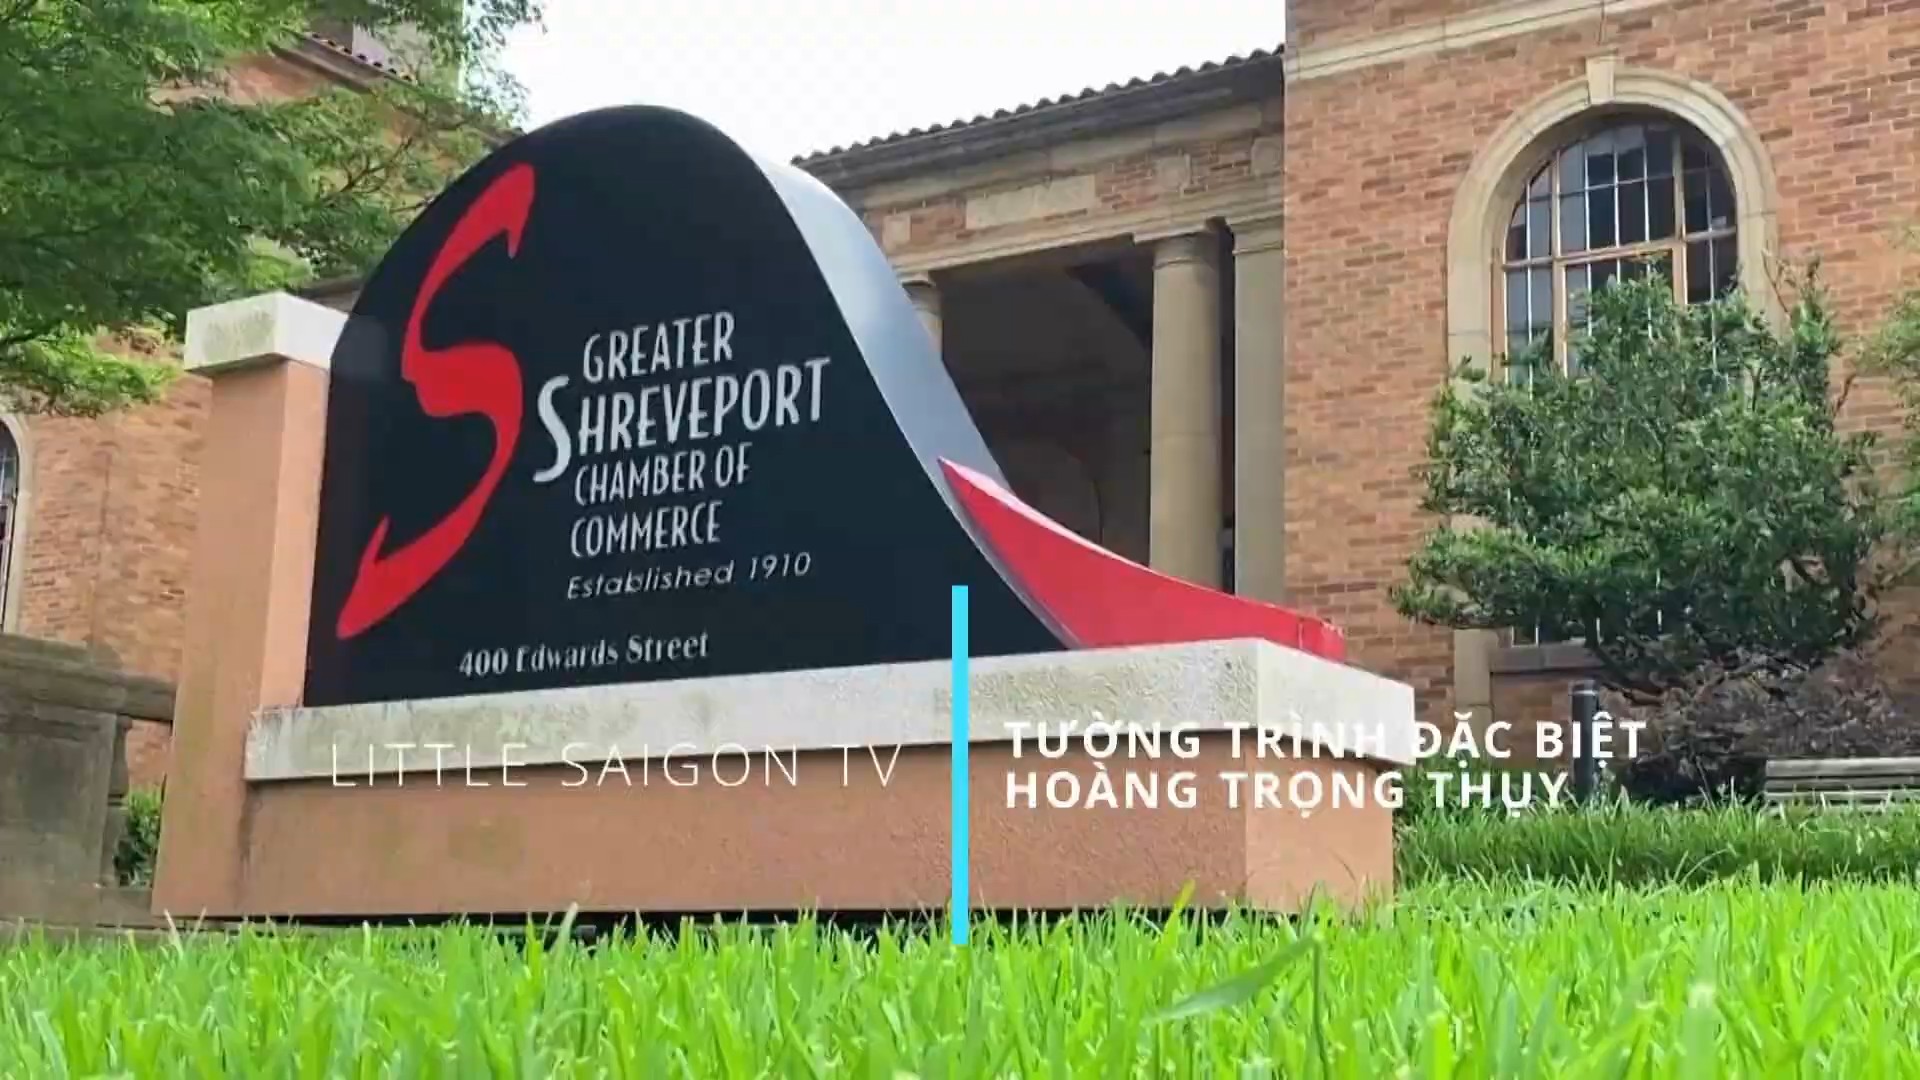 GREATER
SHREVEPORT
CHAMBER OF
COMMERCE
Established 1910
400 Edwards Street
LITTLE SAIGON TV
TƯỜNG TRÌNH ĐẶC BIỆT
HOÀNG TRỌNG THỤY